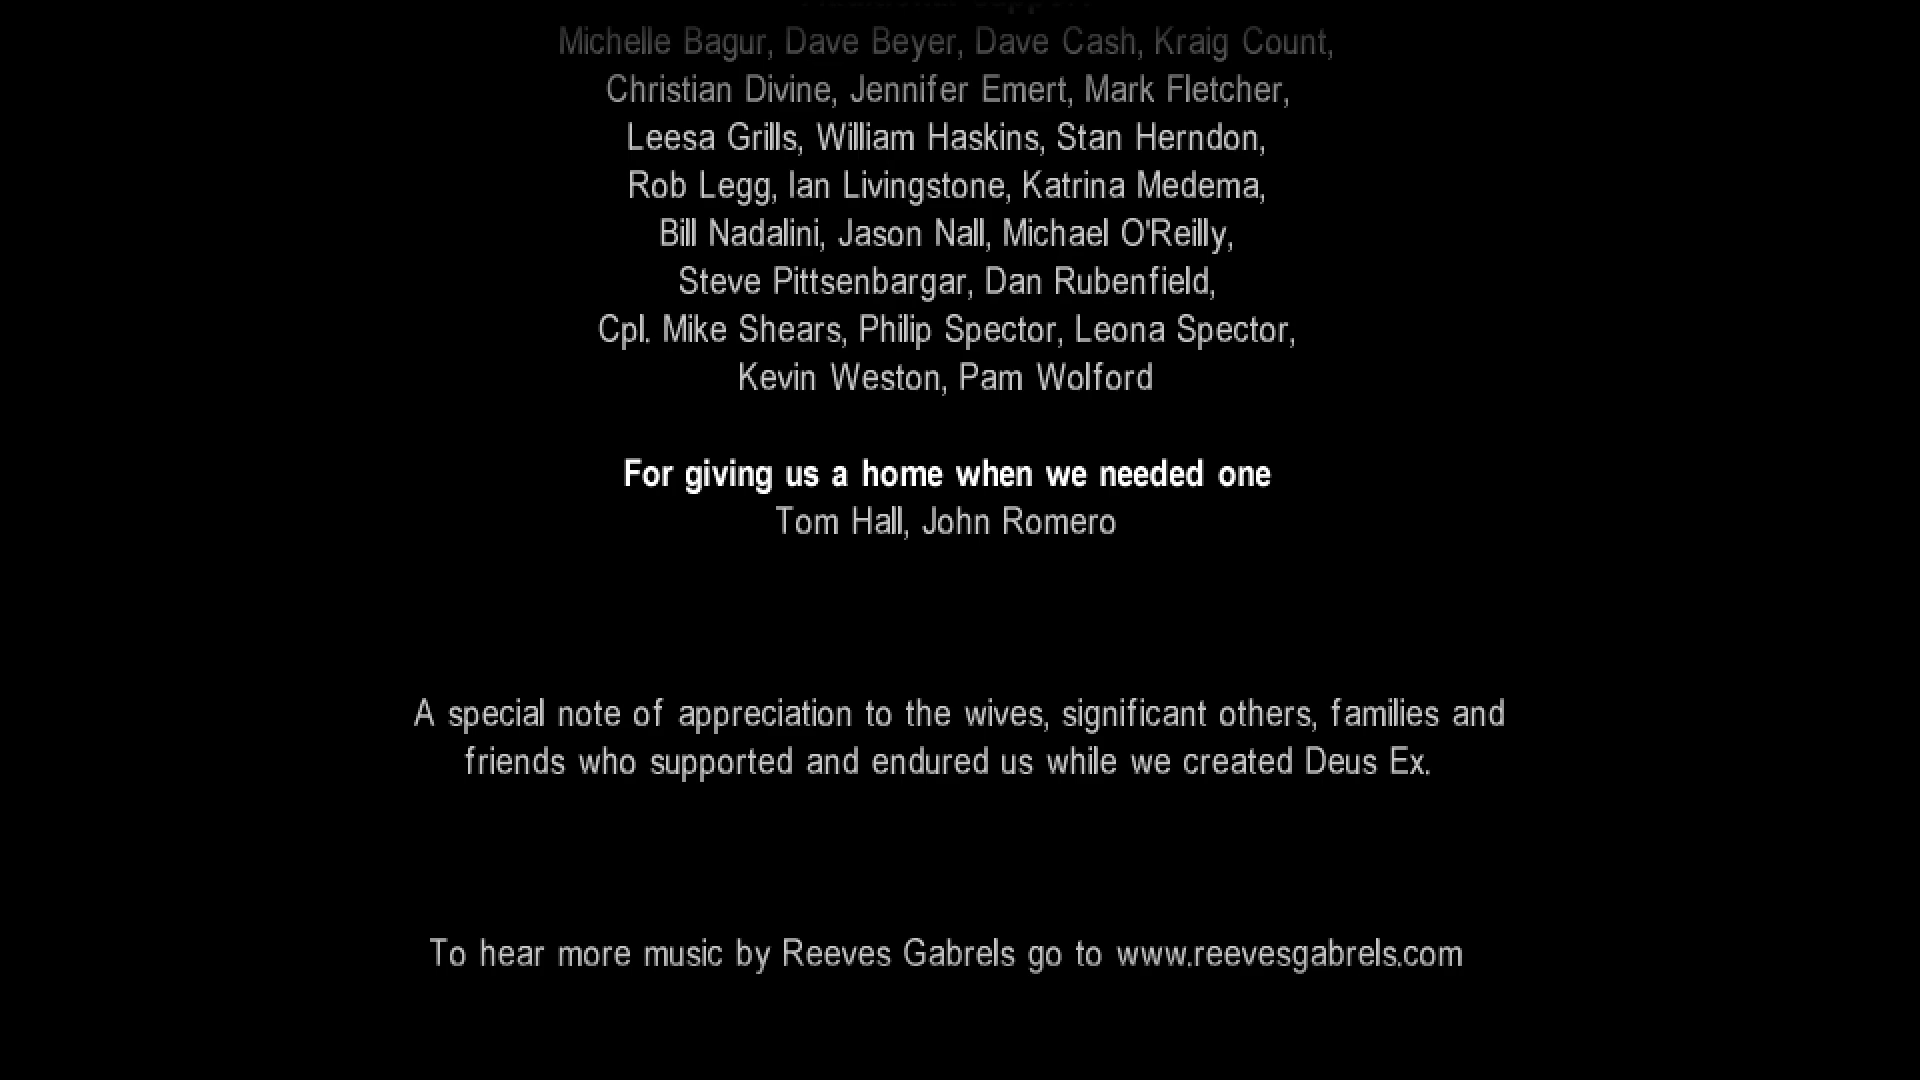 Michelle Bagur, Dave Beyer, Dave Cash, Kraig Count,
Christian Divine, Jennifer Emert, Mark Fletcher,
Leesa Grills, William Haskins, Stan Herndon,
Rob Legg, Ian Livingstone, Katrina Medema,
Bill Nadalini, Jason Nall, Michael O'Reilly,
Steve Pittsenbargar, Dan Rubenfield,
Cpl. Mike Shears, Philip Spector, Leona Spector,
Kevin Weston, Pam Wolford
For giving us a home when we needed one
Tom Hall, John Romero
A special note of appreciation to the wives, significant others, families and
friends who supported and endured us while we created Deus Ex.
To hear more music by Reeves Gabrels go to www.reevesgabrels.com